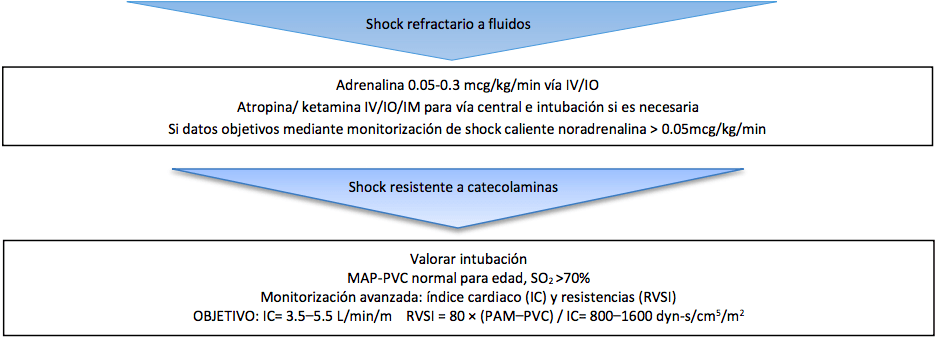 Shock refractario a fluidos
Adrenalina 0.05-0.3 mcg/kg/min vía IV/IO
Atropina/ ketamina IV/IO/IM para vía central e intubación si es necesaria
Si datos objetivos mediante monitorización de shock caliente noradrenalina > 0.05mcg/kg/min
Shock resistente a catecolaminas
Valorar intubación
MAP-PVC normal para edad, SO₂ >70%
Monitorización avanzada: índice cardiaco (IC) y resistencias (RVSI)
OBJETIVO: IC= 3.5–5.5 L/min/m RVSI = 80 × (PAM–PVC) / IC= 800–1600 dyn-s/cm⁵/m²